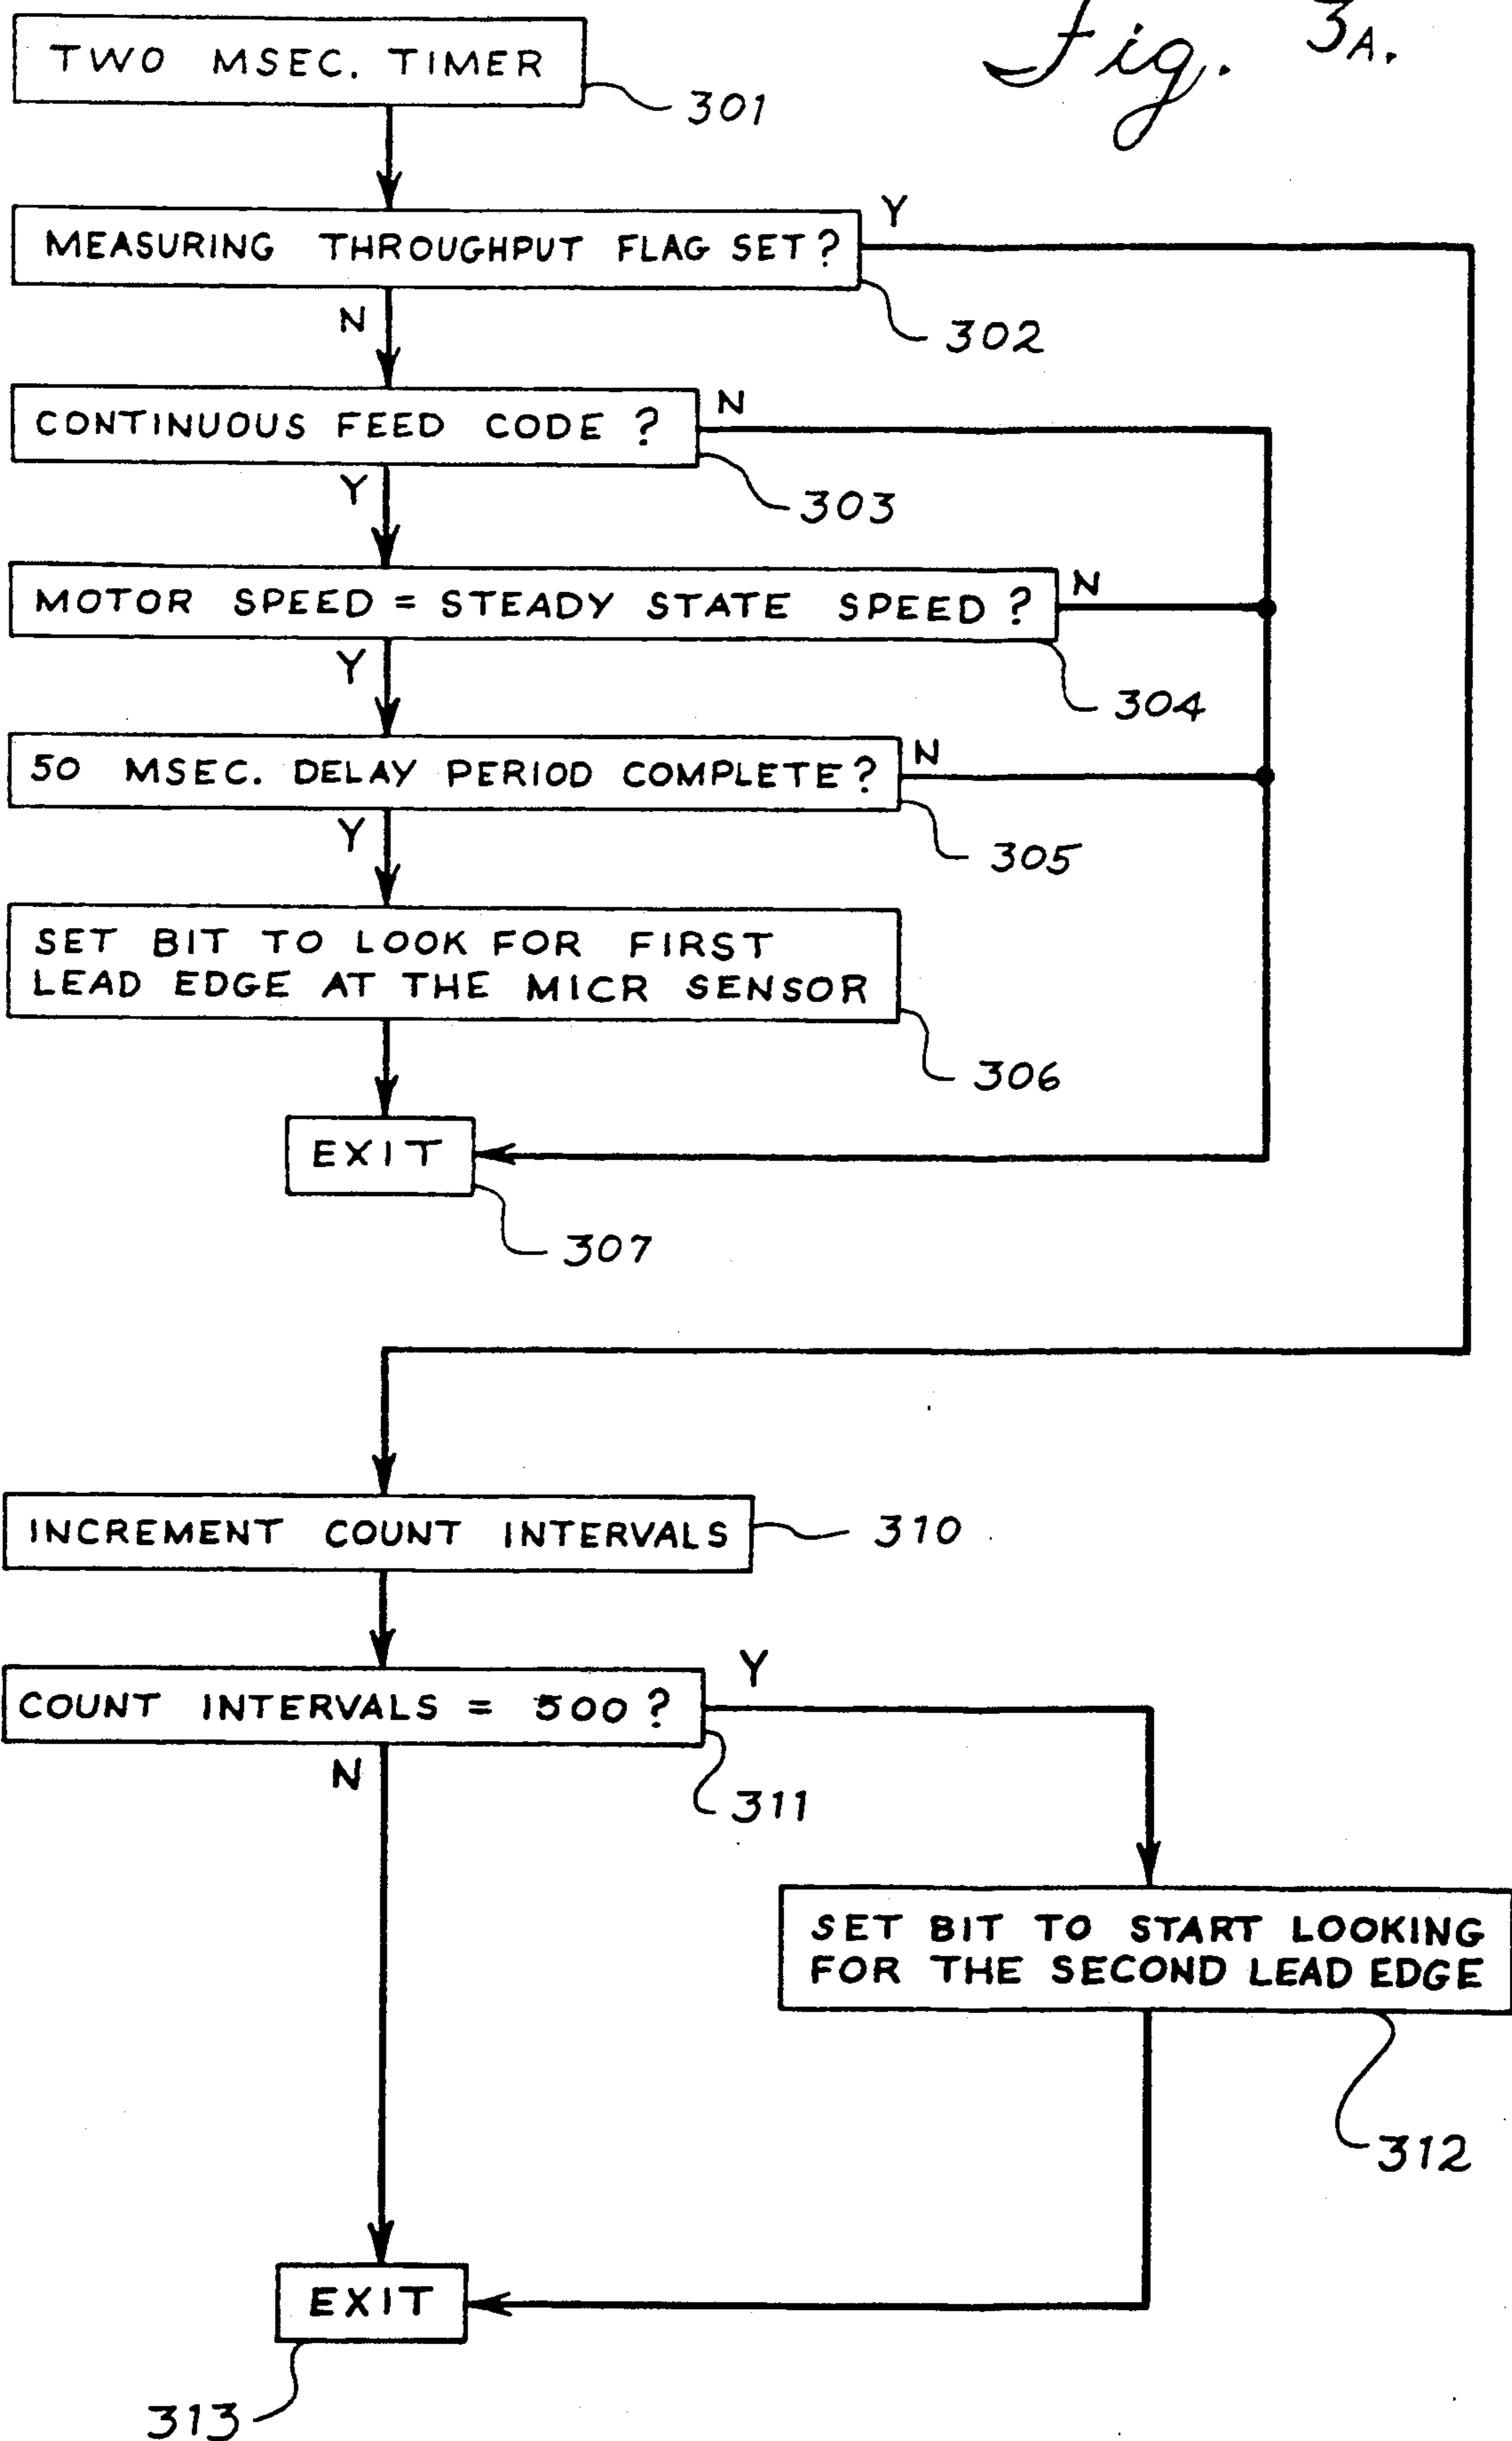 Fig. 3A.
TWO MSEC. TIMER
301
MEASURING THROUGHPUT FLAG SET?
Y
302
N
CONTINUOUS FEED CODE ?
N
303
Y
MOTOR SPEED = STEADY STATE SPEED ?
N
304
Y
50 MSEC. DELAY PERIOD COMPLETE?
N
305
Y
SET BIT TO LOOK FOR FIRST
LEAD EDGE AT THE MICR SENSOR
306
EXIT
307
INCREMENT COUNT INTERVALS
310
COUNT INTERVALS = 500 ?
Y
311
N
SET BIT TO START LOOKING
FOR THE SECOND LEAD EDGE
312
EXIT
313